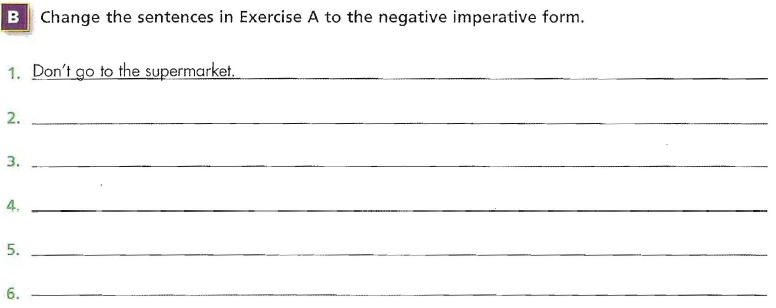 B Change the sentences in Exercise A to the negative imperative form.
1. Don't go to the supermarket.
2.
3.
4.
5.
6.